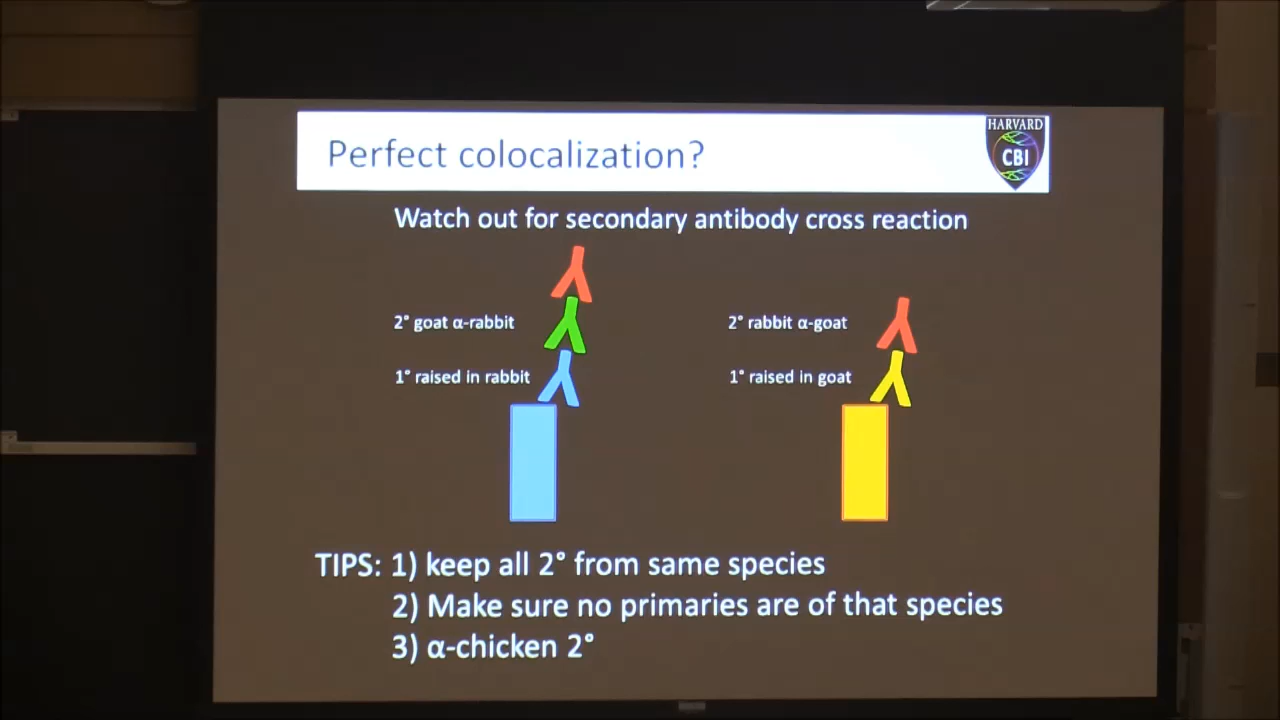 Perfect colocalization?
HARVARD
CBI
Watch out for secondary antibody cross reaction
2° goat α-rabbit
2° rabbit α-goat
1° raised in rabbit
1° raised in goat
TIPS: 1) keep all 2° from same species
2) Make sure no primaries are of that species
3) α-chicken 2°